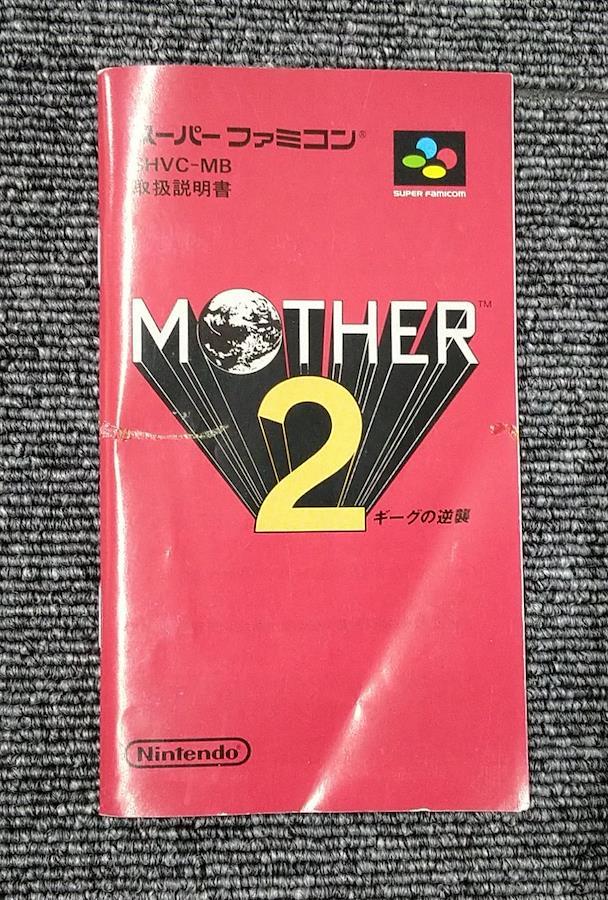 スーパーファミコン®
SHVC-MB
取扱説明書
SUPER FAMICOM
MOTHER™
2
ギーグの逆襲
Nintendo®